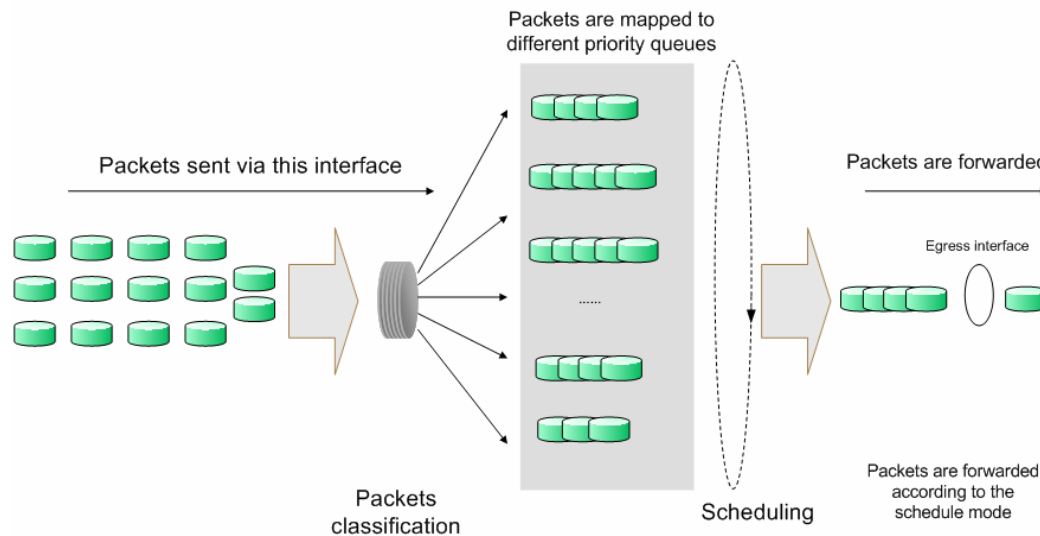 Packets are mapped to
different priority queues
Packets sent via this interface
Packets are forwarded
Egress interface
......
Packets
classification
Scheduling
Packets are forwarded
according to the
schedule mode